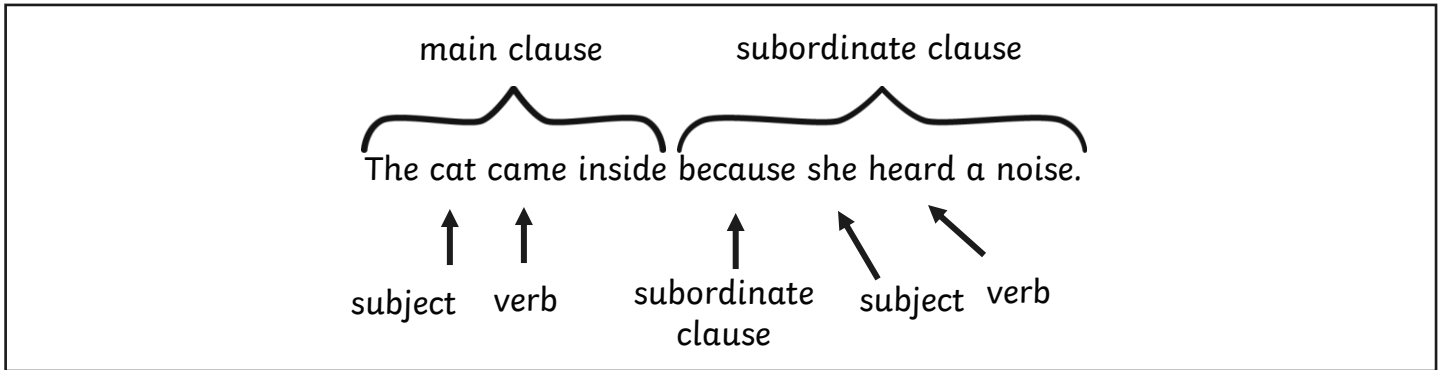 main clause subordinate clause
The cat came inside because she heard a noise.
subject verb subordinate clause subject verb